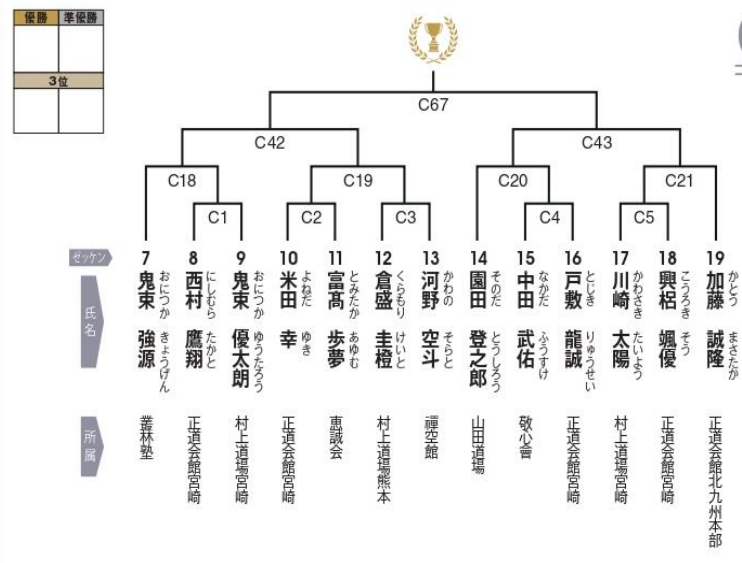 優勝 準優勝
3位
C67
C42 C43
C18 C19 C20 C21
C1 C2 C3 C4 C5
ゼッケン 7 8 9 10 11 12 13 14 15 16 17 18 19
氏名
鬼束 強源 おにつか きょうげん
西村 鷹翔 にしむら たかと
鬼束 優太朗 おにつか ゆうたろう
米田 幸 よねだ ゆき
富髙 歩夢 とみたか あゆむ
倉盛 圭橙 くらもり けいと
河野 空斗 かわの そらと
園田 登之郎 そのだ とうしろう
中田 武佑 なかだ ふうすけ
戸敷 龍誠 とじき りゅうせい
川崎 太陽 かわさき たいよう
興梠 颯優 こうろき そう
加藤 誠隆 かとう まさたか
所属
叢林塾
正道会館宮崎
村上道場宮崎
正道会館宮崎
恵誠会
村上道場熊本
禪空館
山田道場
敬心會
正道会館宮崎
村上道場宮崎
正道会館宮崎
正道会館北九州本部